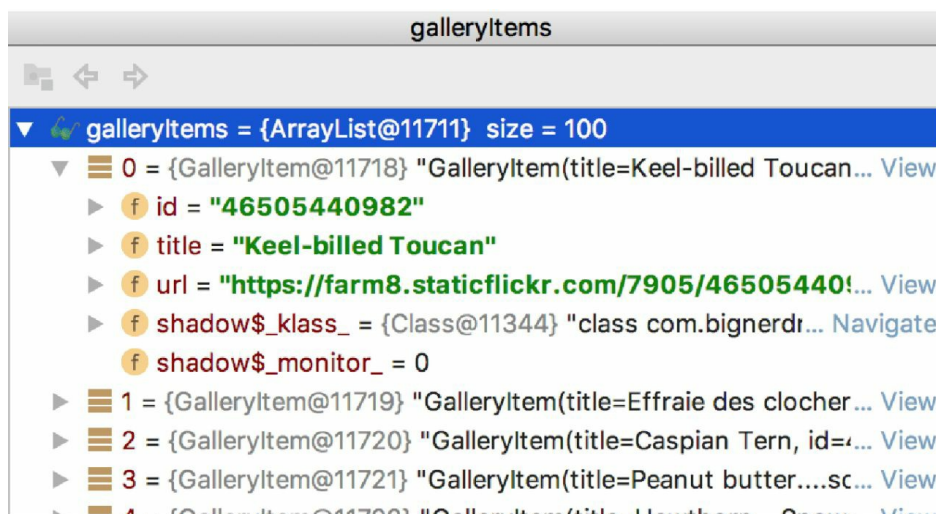 galleryItems
galleryItems = {ArrayList@11711} size = 100
0 = {GalleryItem@11718} "GalleryItem(title=Keel-billed Toucan... View
f id = "46505440982"
f title = "Keel-billed Toucan"
f url = "https://farm8.staticflickr.com/7905/46505440... View
f shadow$_klass_ = {Class@11344} "class com.bignerdr... Navigate
f shadow$_monitor_ = 0
1 = {GalleryItem@11719} "GalleryItem(title=Effraie des clocher... View
2 = {GalleryItem@11720} "GalleryItem(title=Caspian Tern, id=... View
3 = {GalleryItem@11721} "GalleryItem(title=Peanut butter....sc... View